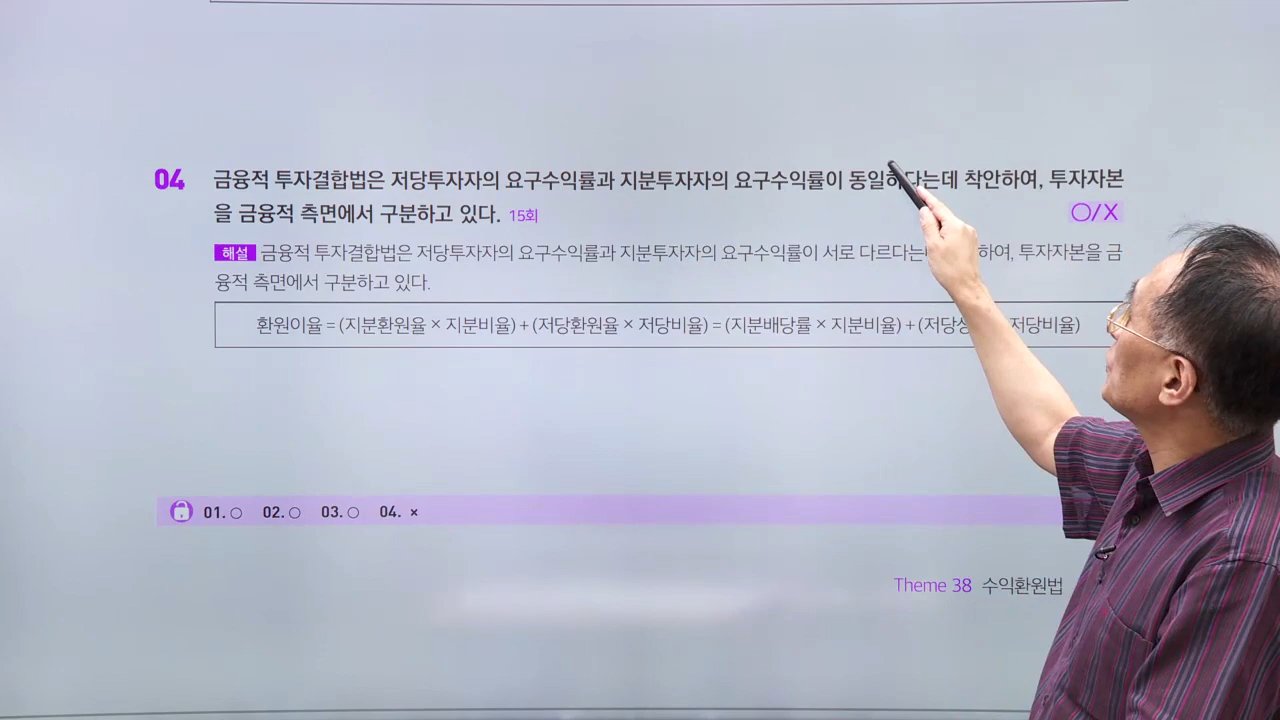 04 금융적 투자결합법은 저당투자자의 요구수익률과 지분투자자의 요구수익률이 동일하다는데 착안하여, 투자자본
을 금융적 측면에서 구분하고 있다. 15회 ○/X
해설 금융적 투자결합법은 저당투자자의 요구수익률과 지분투자자의 요구수익률이 서로 다르다는 하여, 투자자본을 금
융적 측면에서 구분하고 있다.
환원이율 = (지분환원율 × 지분비율) + (저당환원율 × 저당비율) = (지분배당률 × 지분비율) + (저당상 저당비율)
01. ○ 02. ○ 03. ○ 04. ×
Theme 38 수익환원법